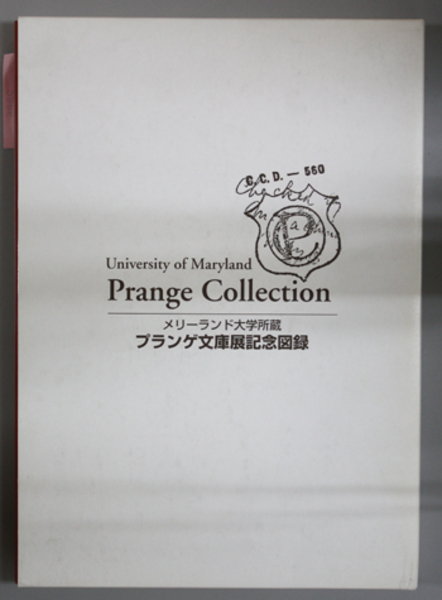 C.C.D. — 560
University of Maryland
Prange Collection
メリーランド大学所蔵
プランゲ文庫展記念図録